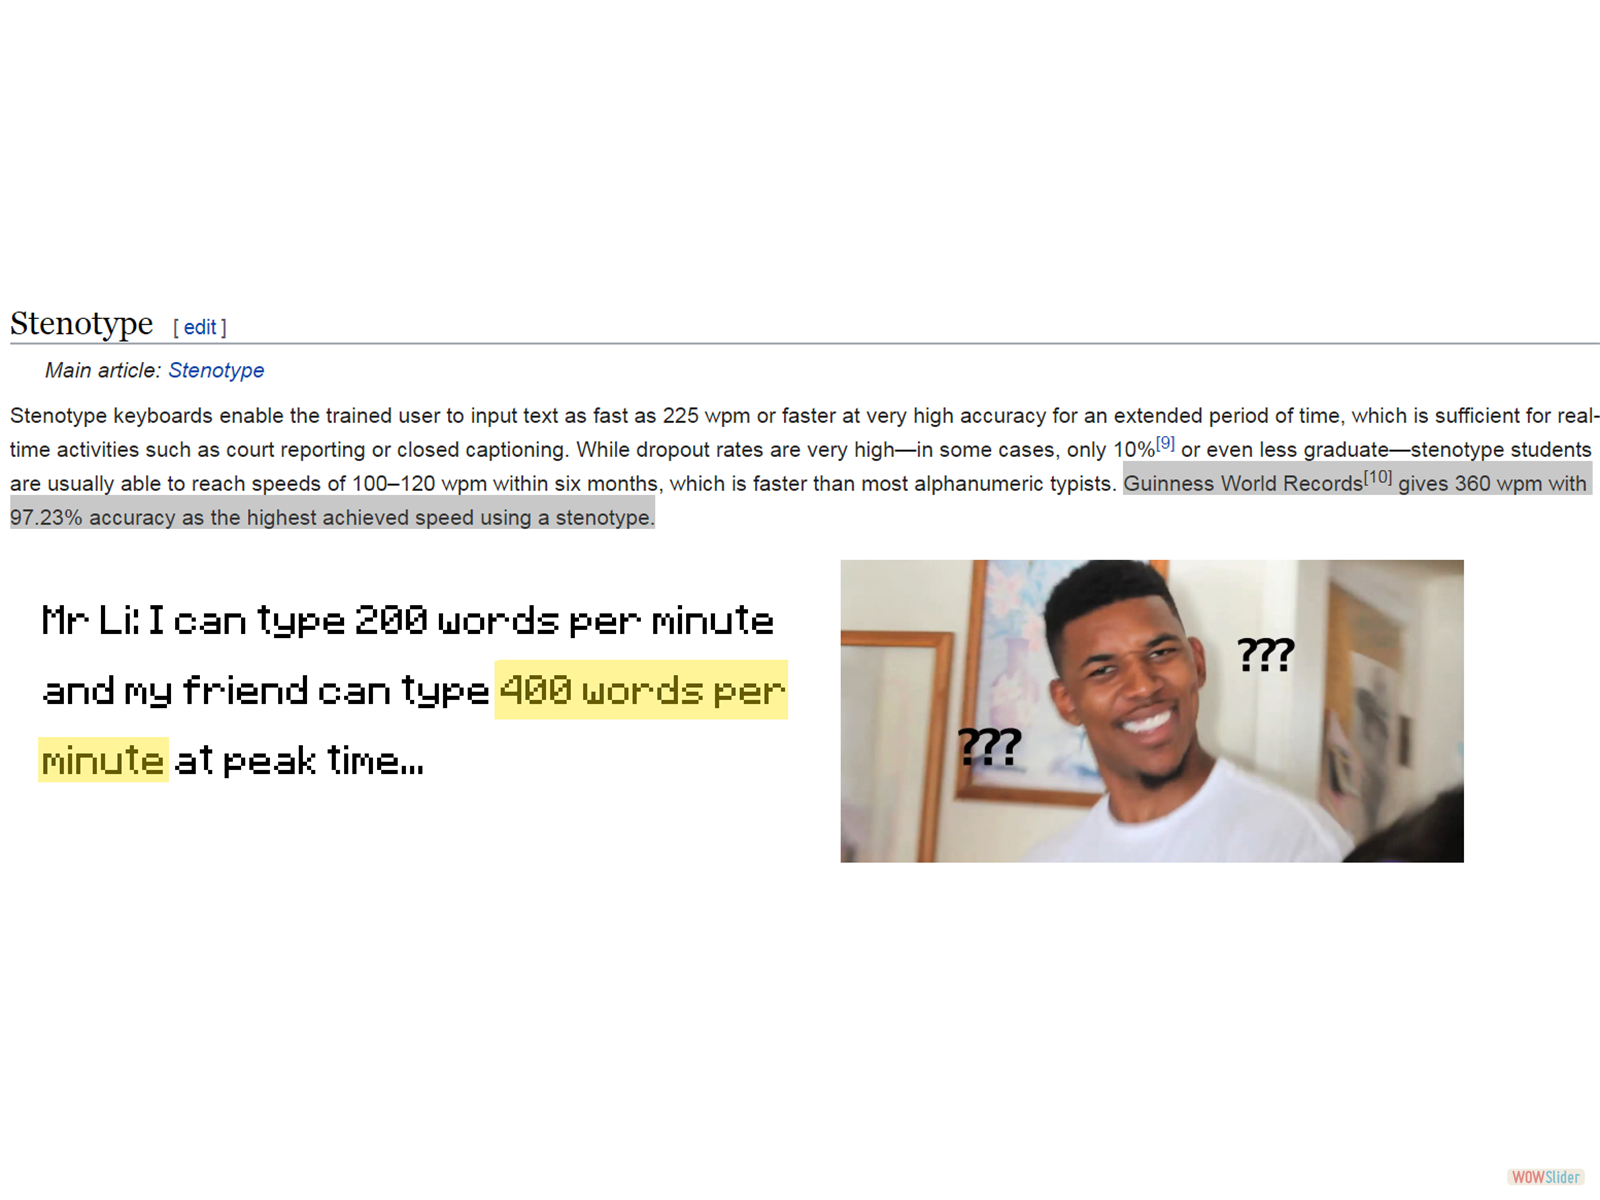 Stenotype [ edit ]
Main article: Stenotype
Stenotype keyboards enable the trained user to input text as fast as 225 wpm or faster at very high accuracy for an extended period of time, which is sufficient for real-
time activities such as court reporting or closed captioning. While dropout rates are very high—in some cases, only 10%[9] or even less graduate—stenotype students
are usually able to reach speeds of 100–120 wpm within six months, which is faster than most alphanumeric typists. Guinness World Records[10] gives 360 wpm with
97.23% accuracy as the highest achieved speed using a stenotype.
Mr Li: I can type 200 words per minute
and my friend can type 400 words per
minute at peak time...
???
???
WOWSlider